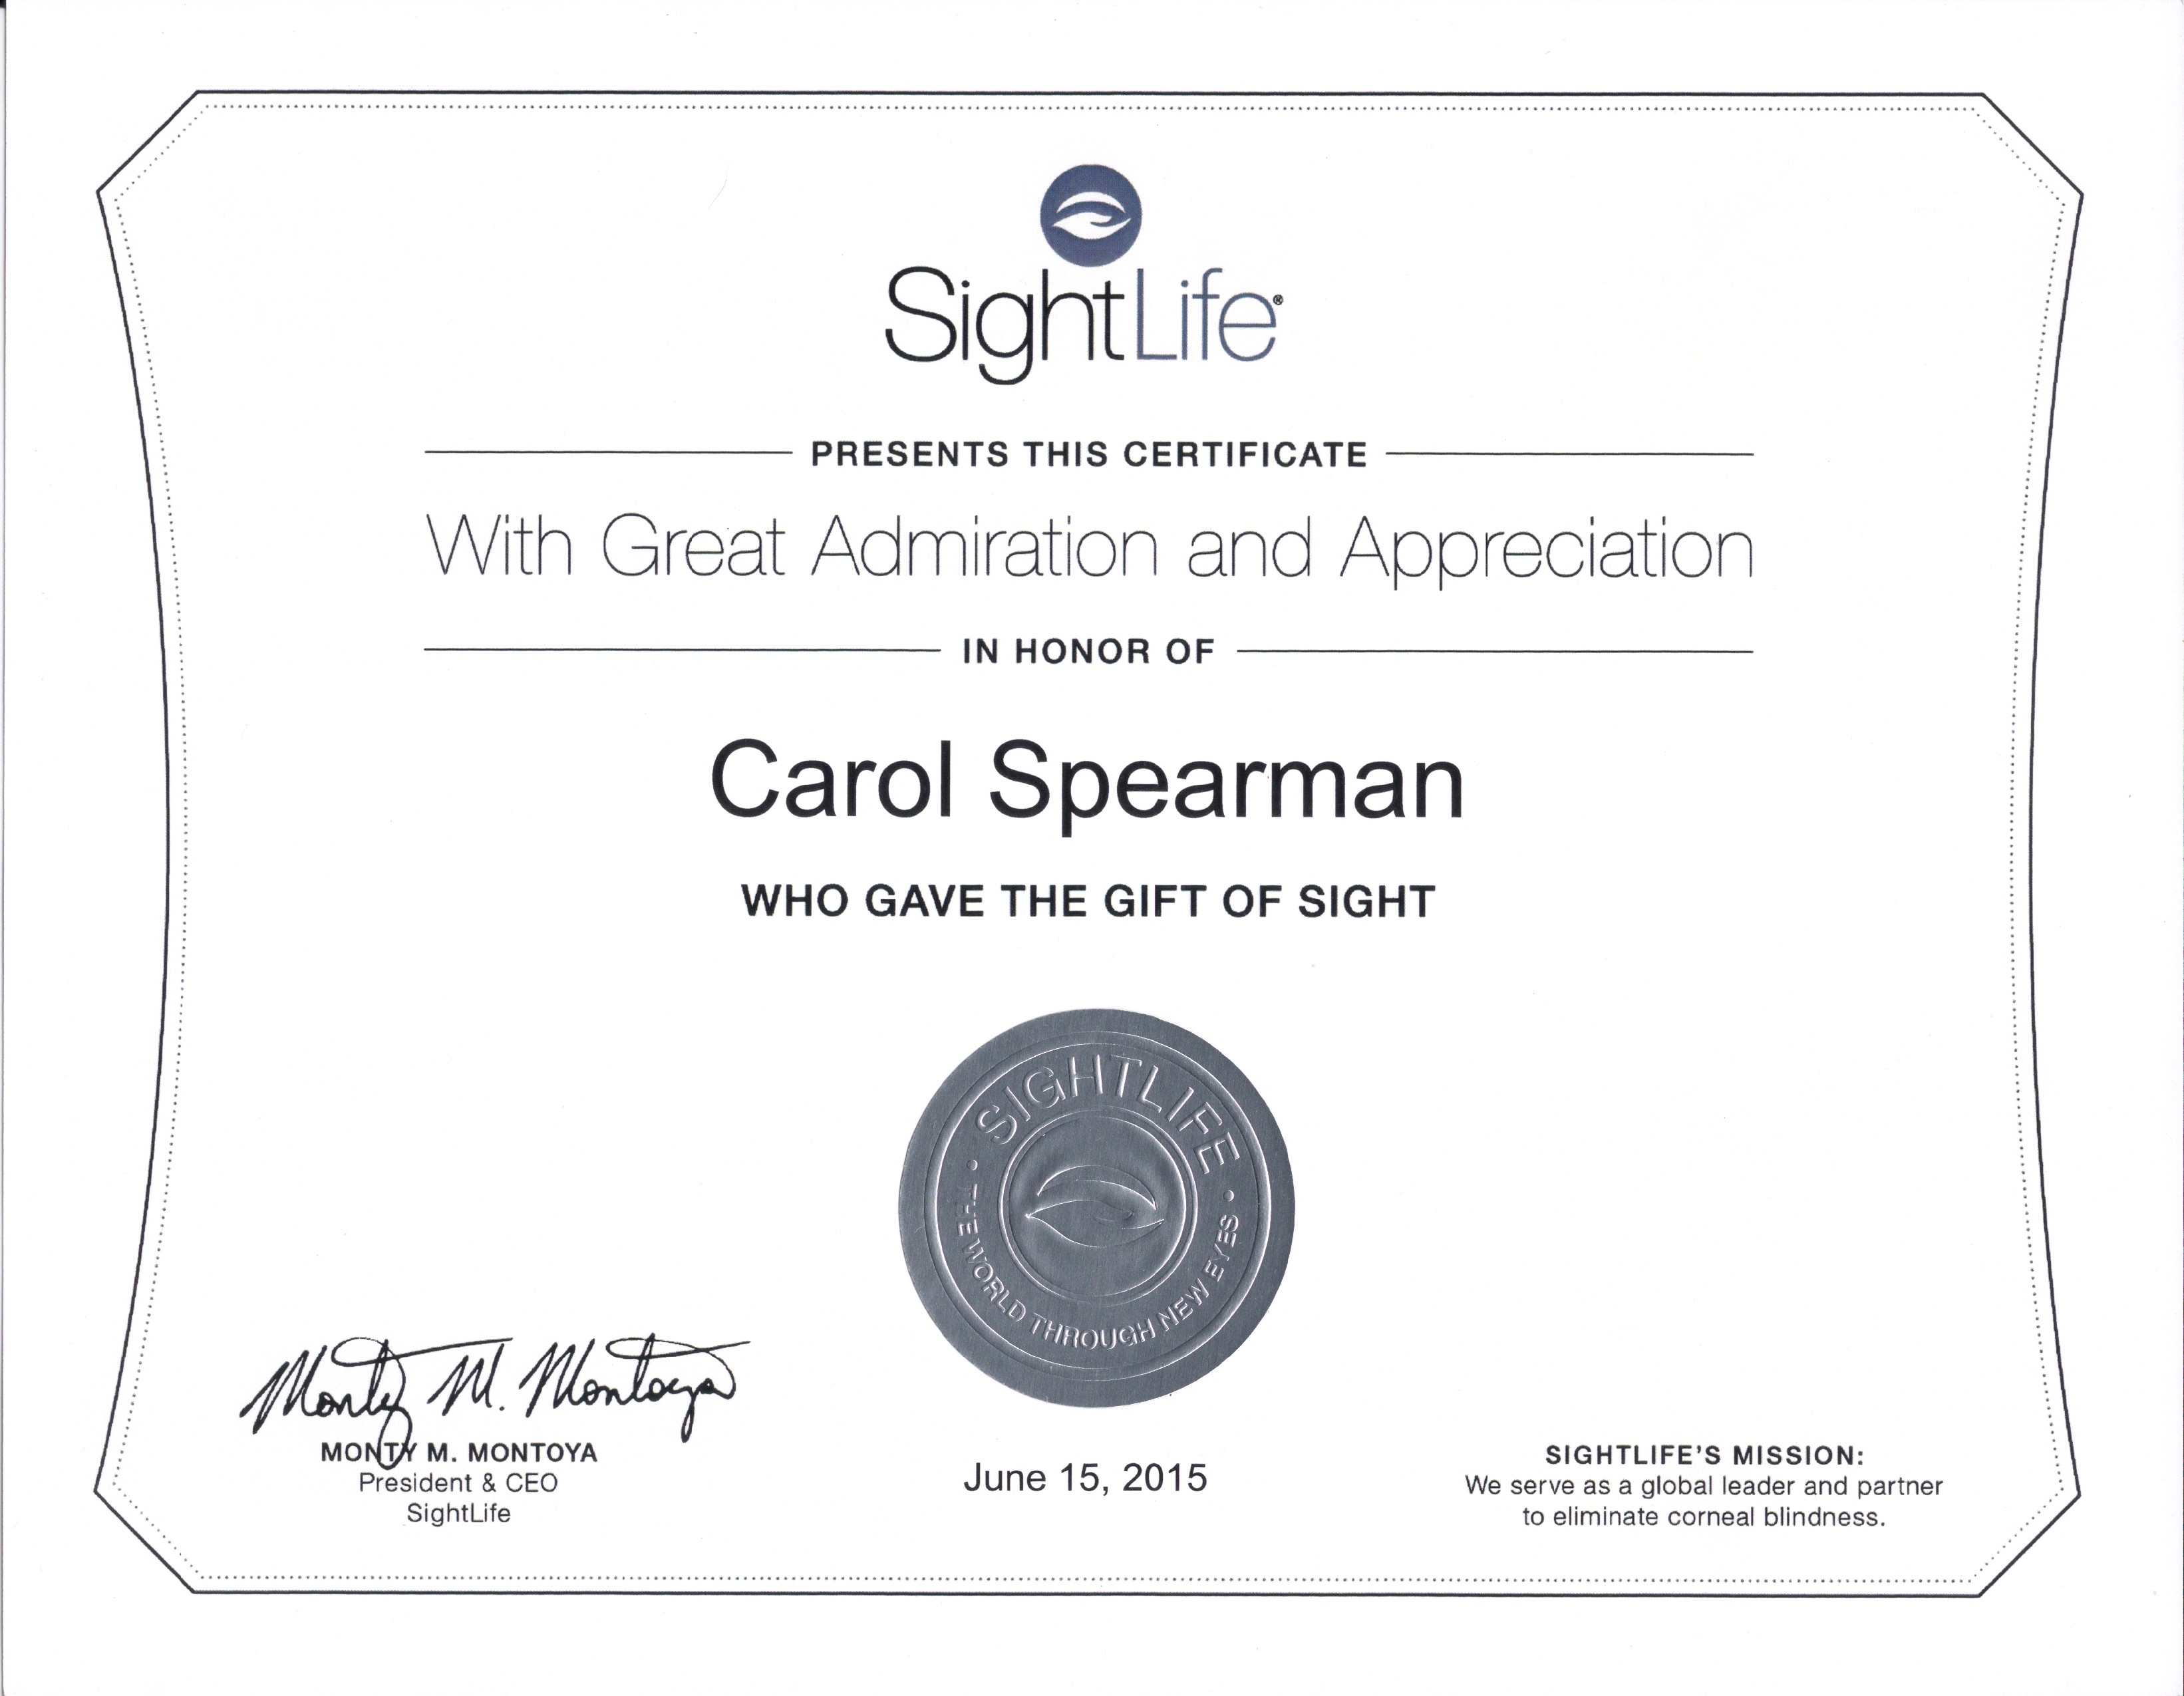 SightLife®
PRESENTS THIS CERTIFICATE
With Great Admiration and Appreciation
IN HONOR OF
Carol Spearman
WHO GAVE THE GIFT OF SIGHT
SIGHTLIFE
• THE WORLD THROUGH NEW EYES •
Monty M. Montoya
MONTY M. MONTOYA
President & CEO
SightLife
June 15, 2015
SIGHTLIFE'S MISSION:
We serve as a global leader and partner
to eliminate corneal blindness.